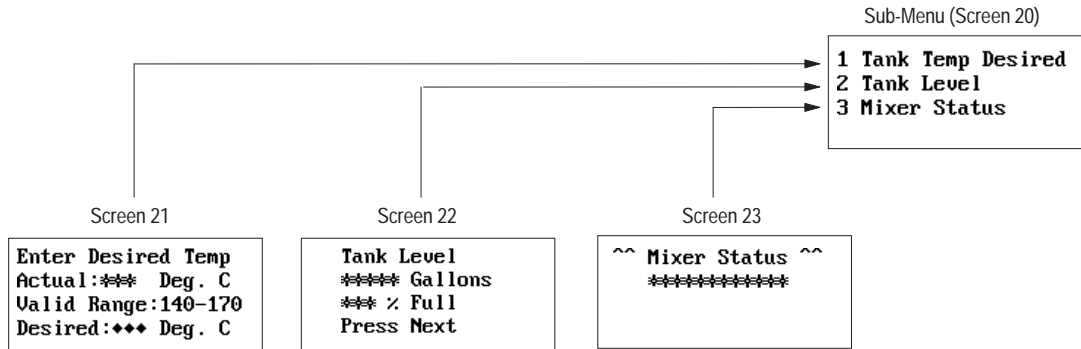 Sub-Menu (Screen 20)
1 Tank Temp Desired
2 Tank Level
3 Mixer Status
Screen 21
Enter Desired Temp
Actual:*** Deg. C
Valid Range:140-170
Desired:♦♦♦ Deg. C
Screen 22
Tank Level
***** Gallons
*** % Full
Press Next
Screen 23
^^ Mixer Status ^^
************